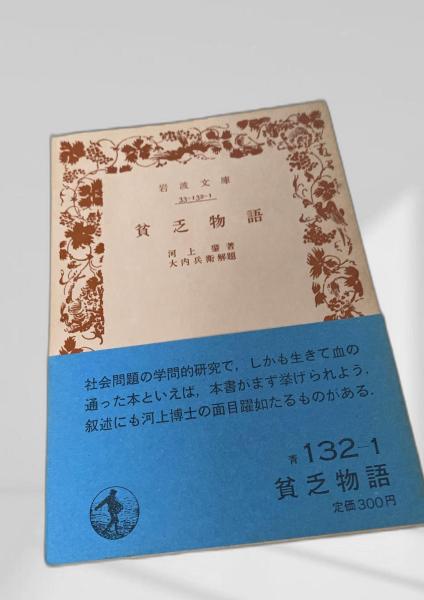 岩波文庫
33-132-1
貧乏物語
河上肇著
大内兵衛解題
社会問題の学問的研究で，しかも生きて血の
通った本といえば，本書がまず挙げられよう．
叙述にも河上博士の面目躍如たるものがある．
青 132-1
貧乏物語
定価300円